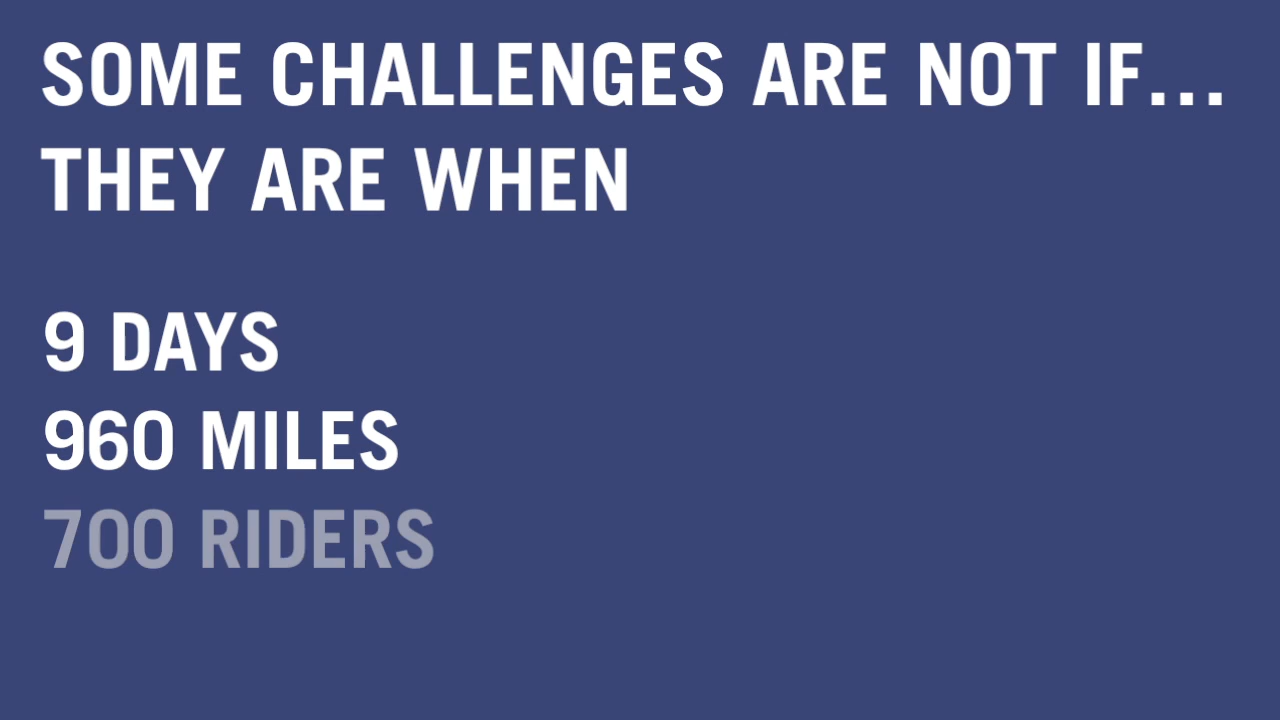 SOME CHALLENGES ARE NOT IF...
THEY ARE WHEN
9 DAYS
960 MILES
700 RIDERS